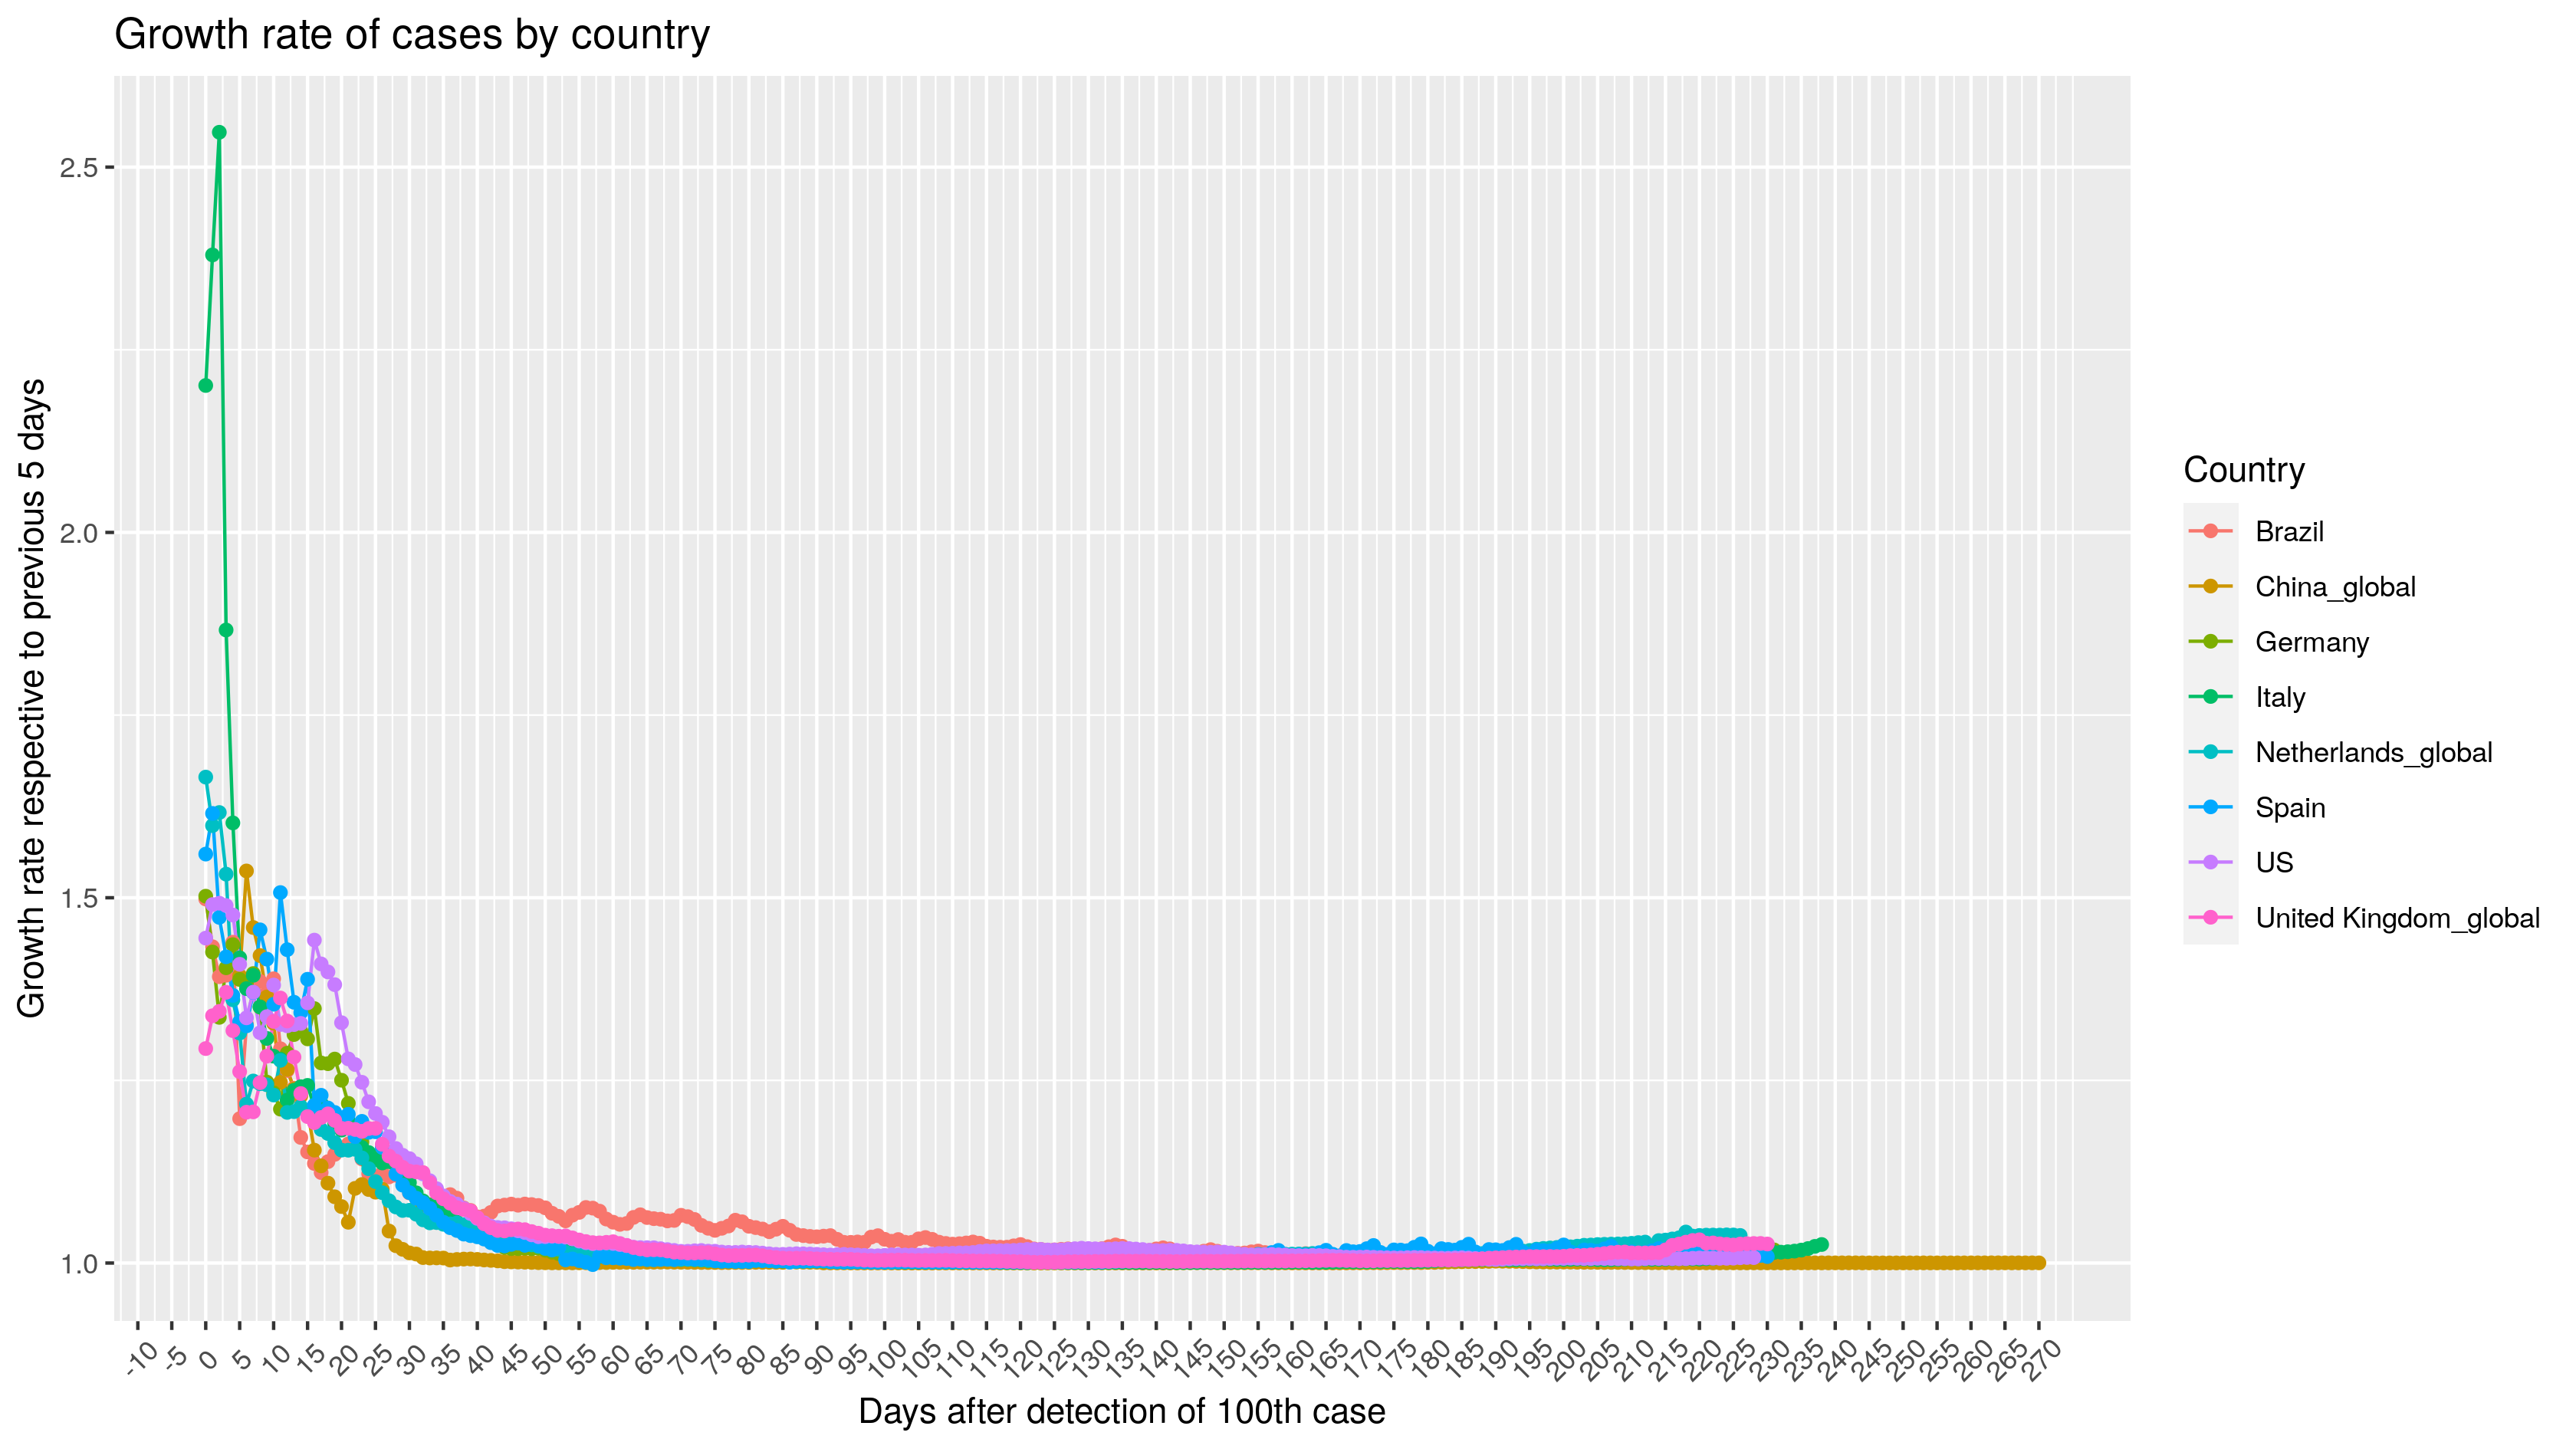 Growth rate of cases by country
Growth rate respective to previous 5 days
2.5
2.0
1.5
1.0
-10 -5 0 5 10 15 20 25 30 35 40 45 50 55 60 65 70 75 80 85 90 95 100 105 110 115 120 125 130 135 140 145 150 155 160 165 170 175 180 185 190 195 200 205 210 215 220 225 230 235 240 245 250 255 260 265 270
Days after detection of 100th case
Country
Brazil
China_global
Germany
Italy
Netherlands_global
Spain
US
United Kingdom_global